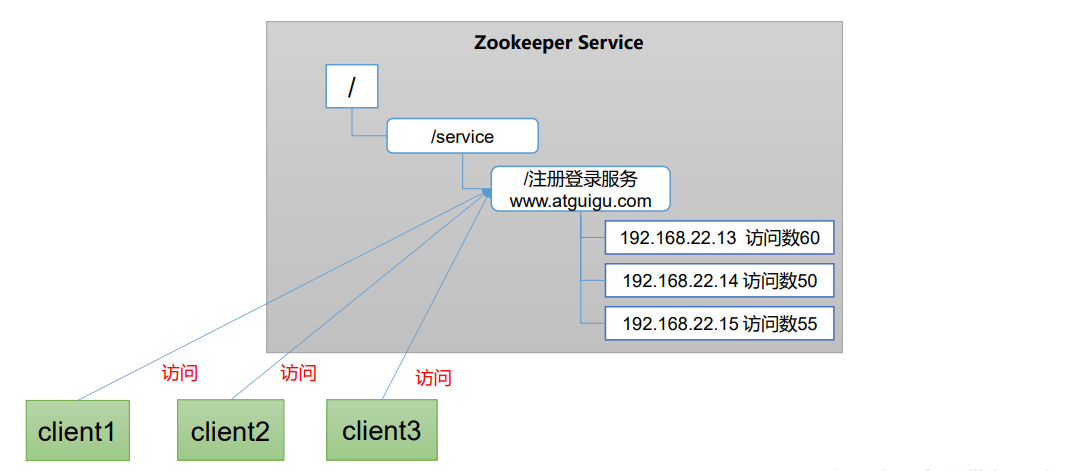 Zookeeper Service
/
/service
/注册登录服务
www.atguigu.com
192.168.22.13 访问数60
192.168.22.14 访问数50
192.168.22.15 访问数55
访问
访问
访问
client1
client2
client3